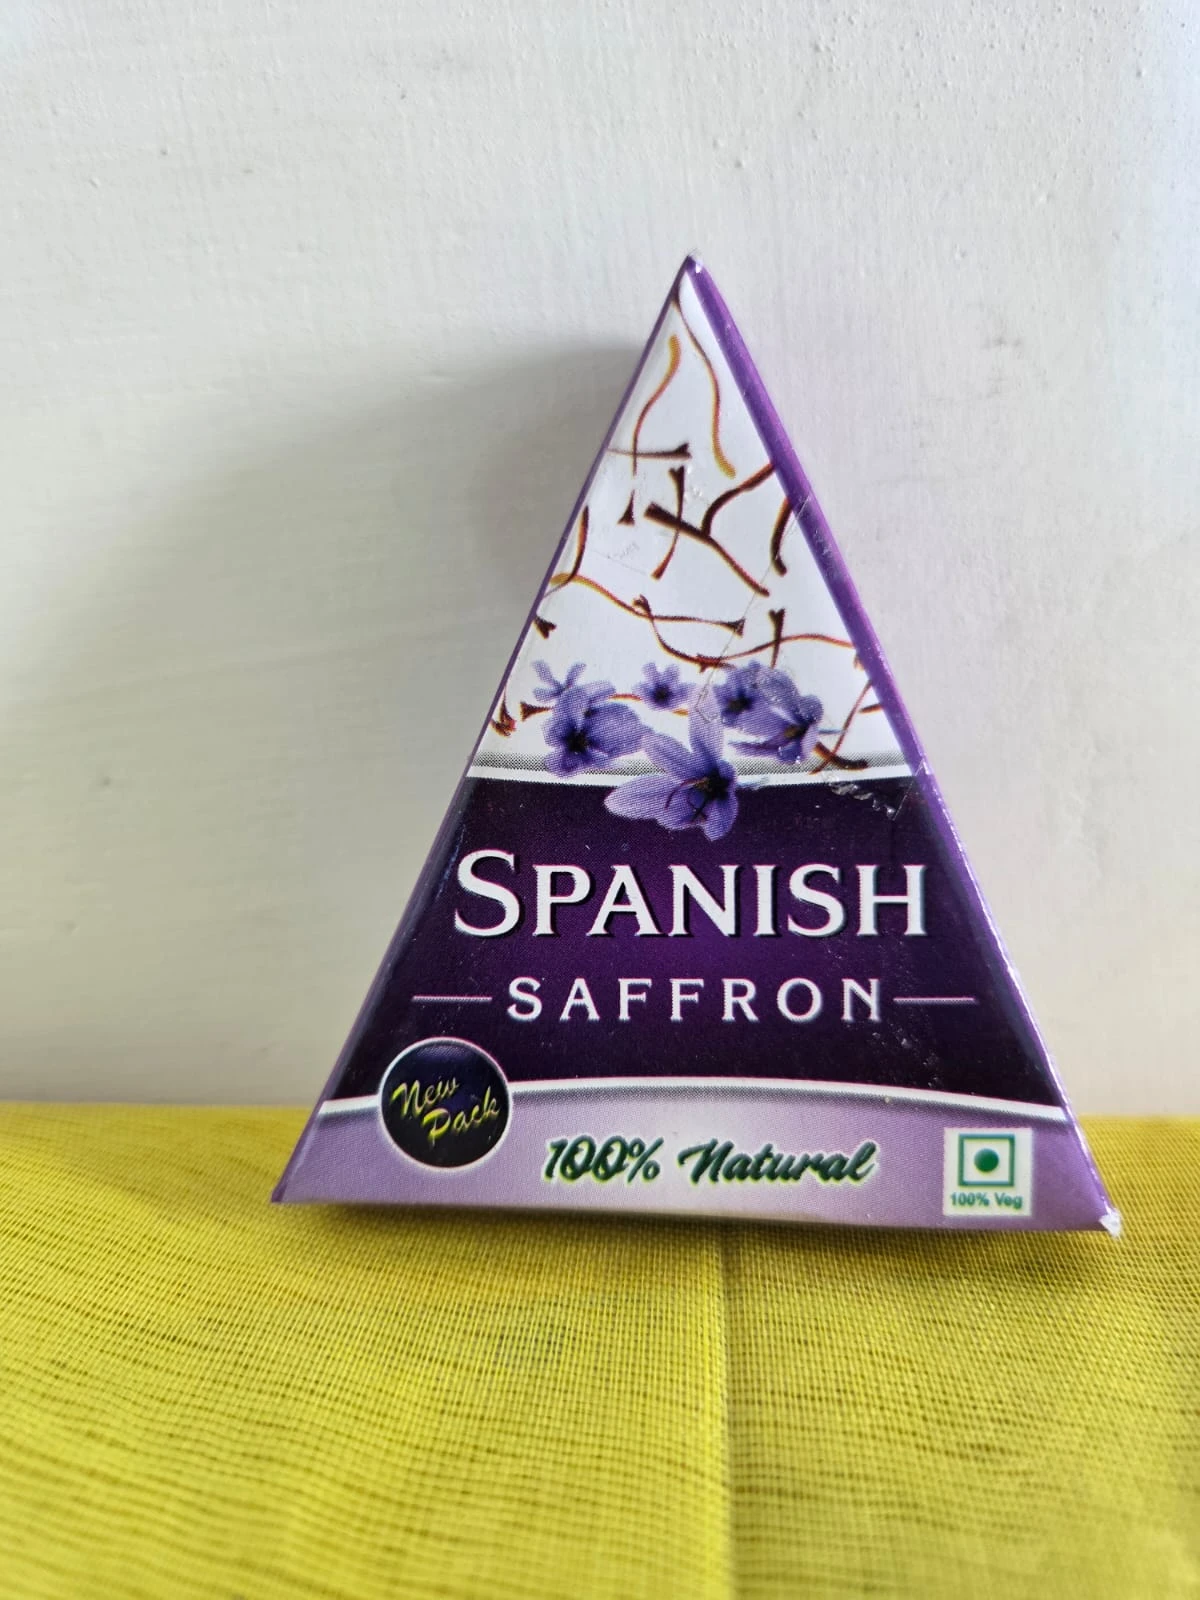 SPANISH
SAFFRON
New
Pack
100% Natural
100% Veg